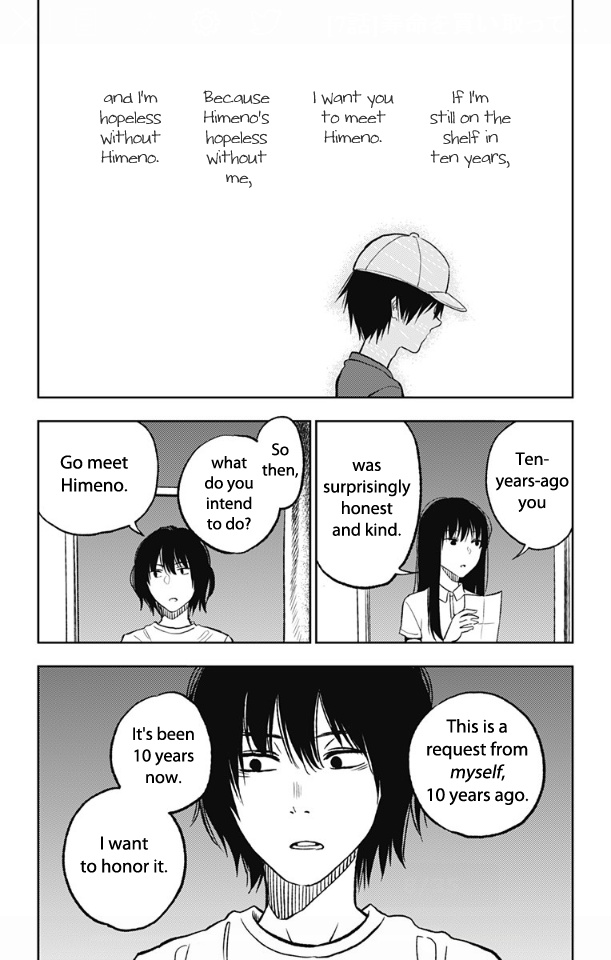 If I'm
still on the
shelf in
ten years,
I want you
to meet
Himeno.
Because
Himeno's
hopeless
without
me,
and I'm
hopeless
without
Himeno.
Ten-
years-ago
you
was
surprisingly
honest
and kind.
So
then,
what
do you
intend
to do?
Go meet
Himeno.
This is a
request from
myself,
10 years ago.
It's been
10 years
now.
I want
to honor it.